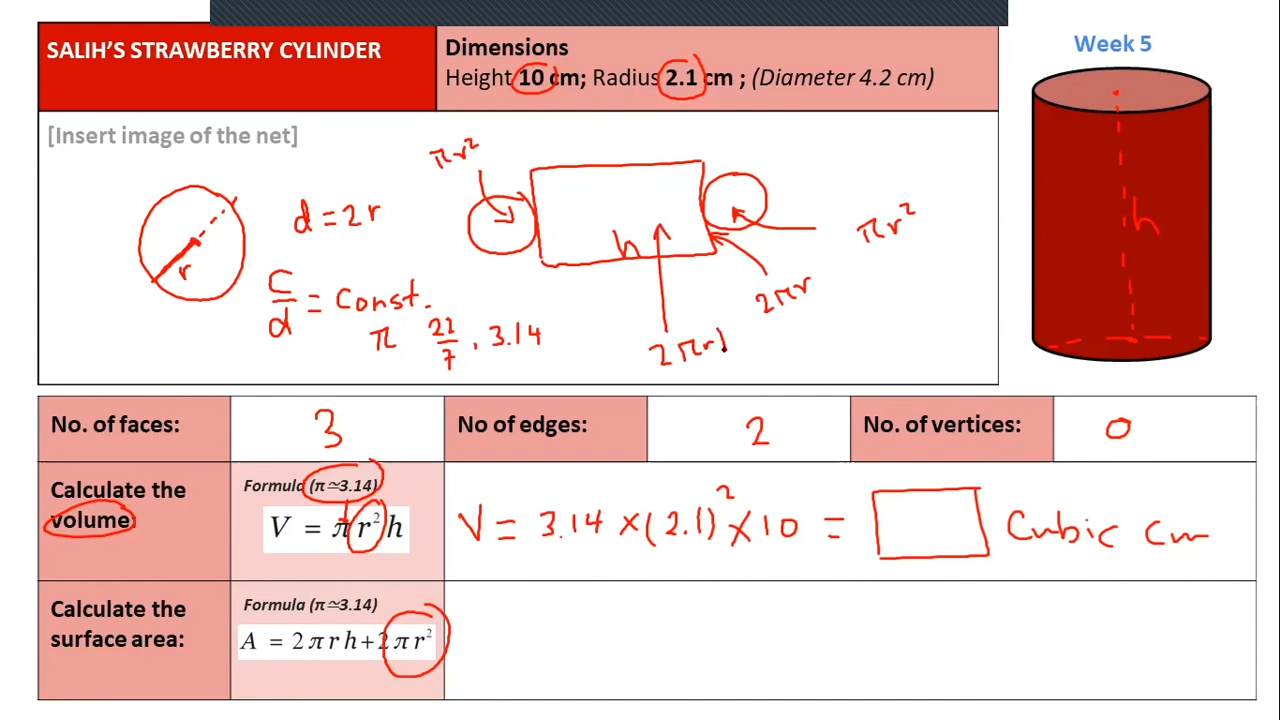 SALIH'S STRAWBERRY CYLINDER
Dimensions
Height 10 cm; Radius 2.1 cm ; (Diameter 4.2 cm)
Week 5
[Insert image of the net]
πr²
d = 2r
r
C/d = Const.
π 22/7 , 3.14
h
πr²
2πr
2πr
h
No. of faces:
3
No of edges:
2
No. of vertices:
0
Calculate the
volume
Formula (π≃3.14)
V = πr²h
V = 3.14 × (2.1)² × 10 = Cubic cm
Calculate the
surface area:
Formula (π≃3.14)
A = 2πrh+2πr²